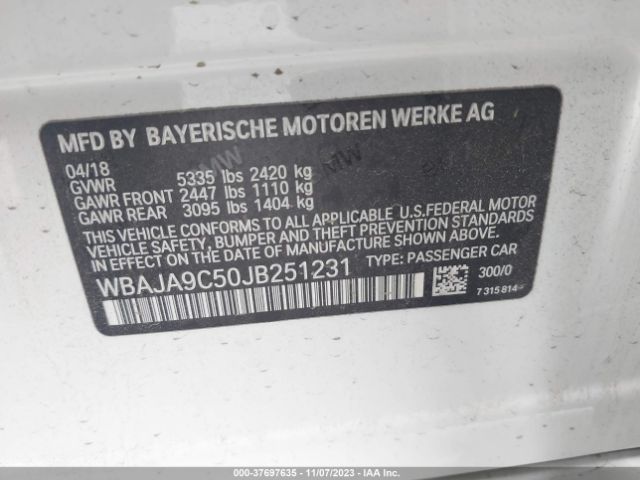 MFD BY BAYERISCHE MOTOREN WERKE AG
04/18
GVWR 5335 lbs 2420 kg
GAWR FRONT 2447 lbs 1110 kg
GAWR REAR 3095 lbs 1404 kg
THIS VEHICLE CONFORMS TO ALL APPLICABLE U.S.FEDERAL MOTOR
VEHICLE SAFETY, BUMPER AND THEFT PREVENTION STANDARDS
IN EFFECT ON THE DATE OF MANUFACTURE SHOWN ABOVE.
WBAJA9C50JB251231 TYPE: PASSENGER CAR
300/0
7 315 814
000-37697635 - 11/07/2023 - IAA Inc.